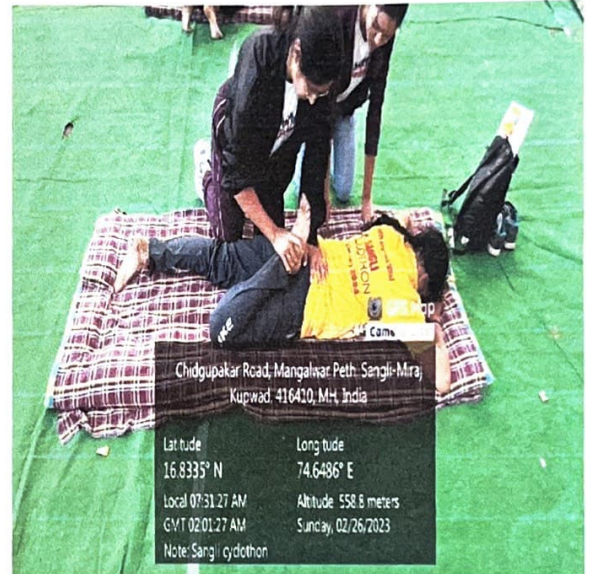 Map
Came
Chidgupakar Road, Mangalwar Peth. Sangli-Miraj
Kupwad. 416410, MH, India
Latitude
16.8335° N
Local 07:31:27 AM
GMT 02:01:27 AM
Longitude
74.6486° E
Altitude 558.8 meters
Sunday, 02/26/2023
Note: Sangli cyclothon